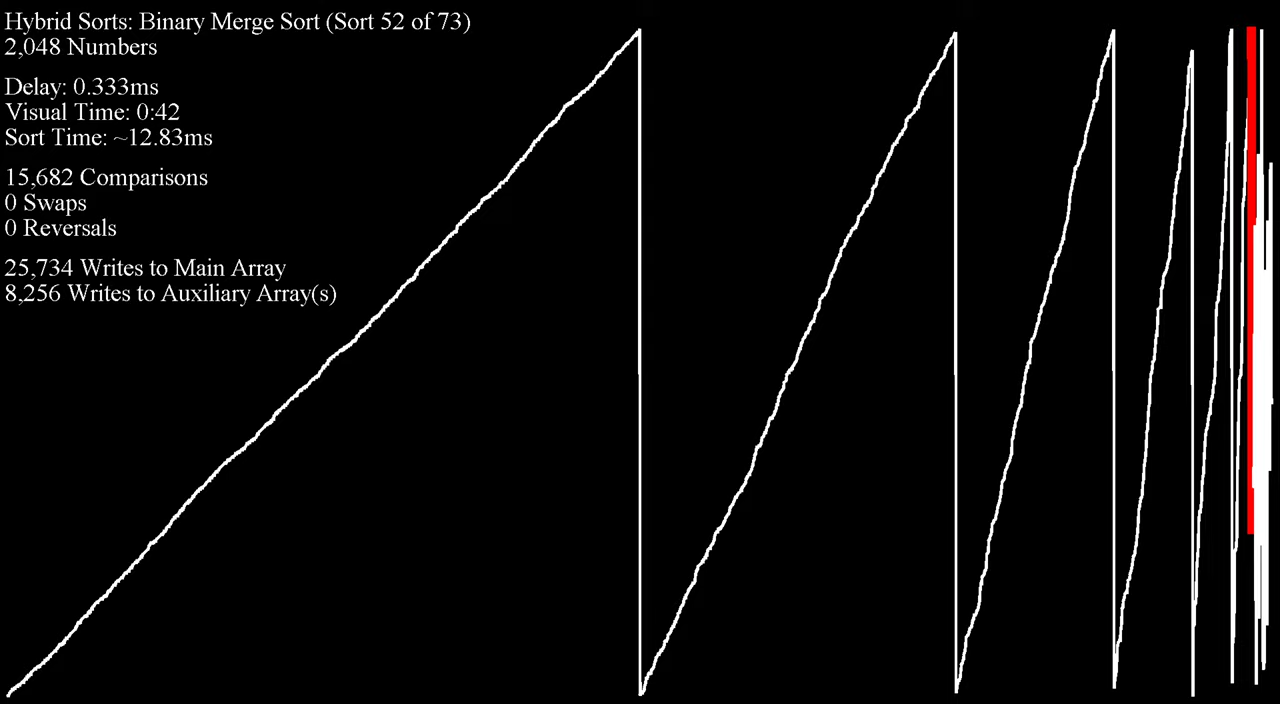 Hybrid Sorts: Binary Merge Sort (Sort 52 of 73)
2,048 Numbers
Delay: 0.333ms
Visual Time: 0:42
Sort Time: ~12.83ms
15,682 Comparisons
0 Swaps
0 Reversals
25,734 Writes to Main Array
8,256 Writes to Auxiliary Array(s)